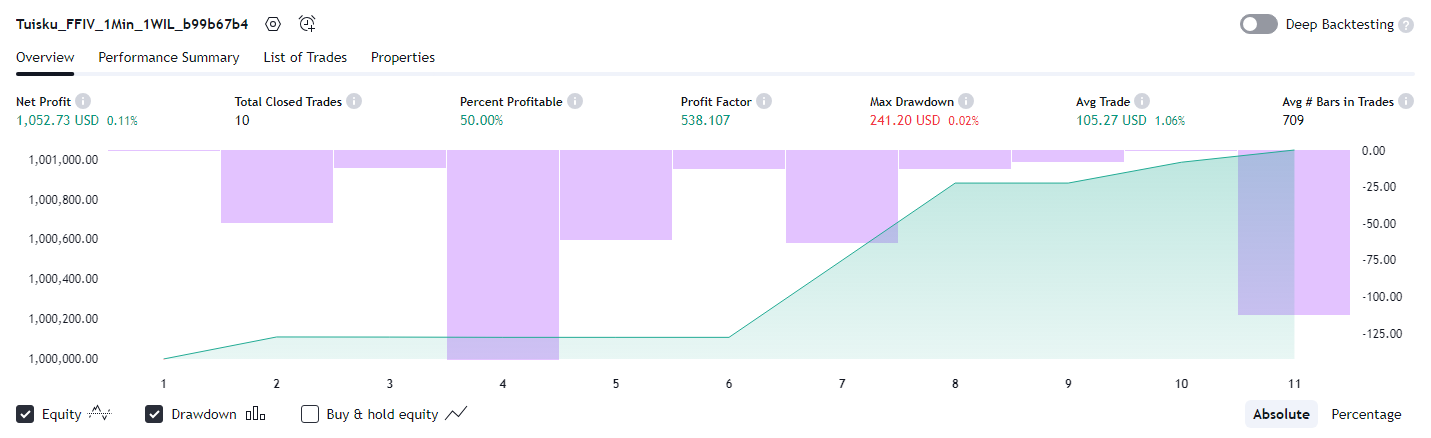 Tuisku_FFIV_1Min_1WIL_b99b67b4 Deep Backtesting ?
Overview Performance Summary List of Trades Properties
Net Profit i Total Closed Trades i Percent Profitable i Profit Factor i Max Drawdown i Avg Trade i Avg # Bars in Trades i
1,052.73 USD 0.11% 10 50.00% 538.107 241.20 USD 0.02% 105.27 USD 1.06% 709
1,001,000.00 0.00
1,000,800.00 -25.00
1,000,600.00 -50.00
1,000,400.00 -75.00
1,000,200.00 -100.00
1,000,000.00 -125.00
1 2 3 4 5 6 7 8 9 10 11
Equity Drawdown Buy & hold equity Absolute Percentage